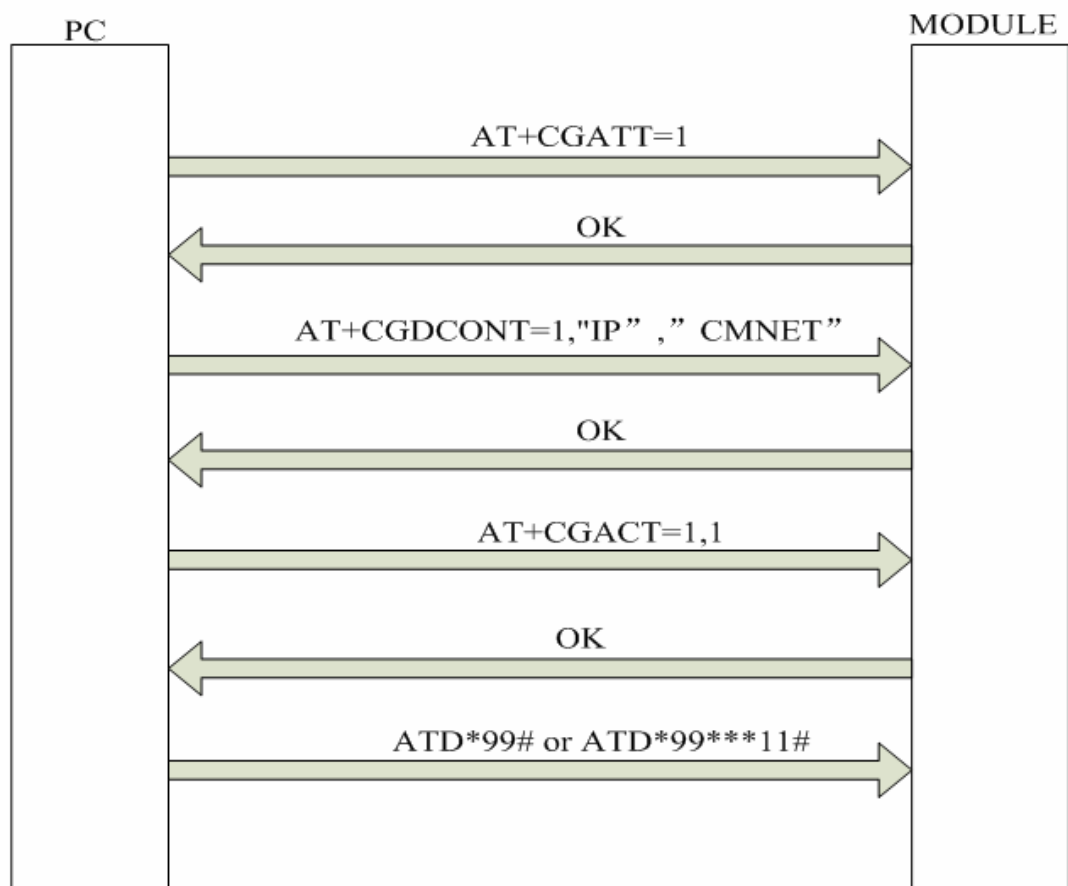 PC
MODULE
AT+CGATT=1
OK
AT+CGDCONT=1,"IP” ,” CMNET”
OK
AT+CGACT=1,1
OK
ATD*99# or ATD*99***11#